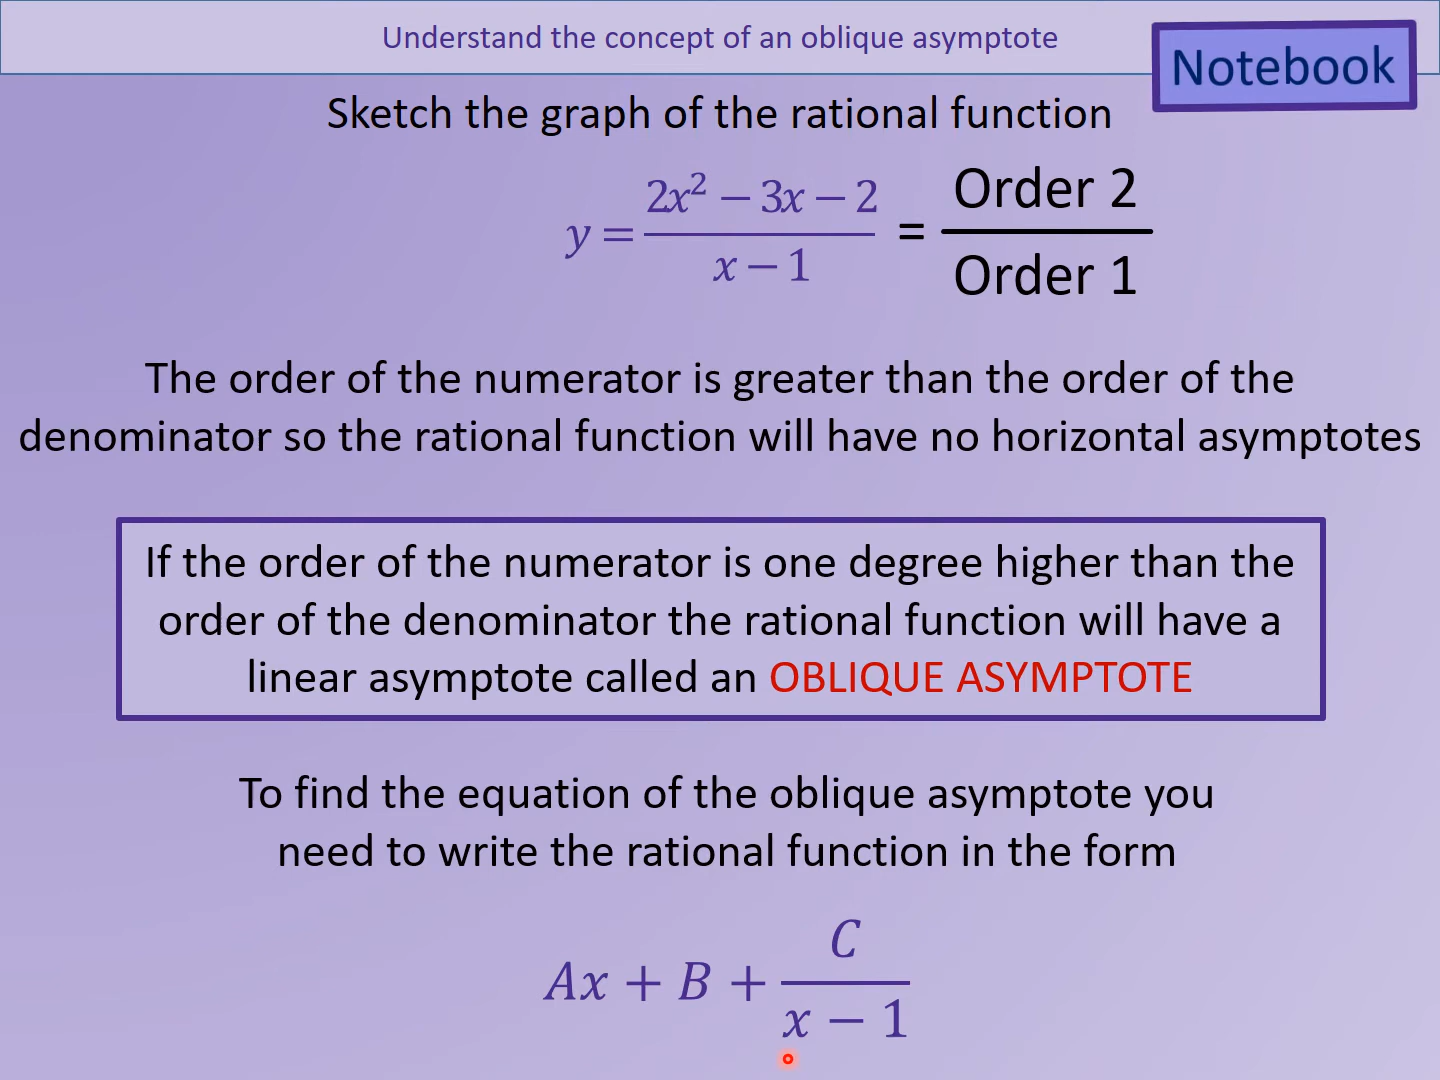 Understand the concept of an oblique asymptote
Notebook
Sketch the graph of the rational function
y = (2x² − 3x − 2)/(x − 1) = Order 2/Order 1
The order of the numerator is greater than the order of the
denominator so the rational function will have no horizontal asymptotes
If the order of the numerator is one degree higher than the
order of the denominator the rational function will have a
linear asymptote called an OBLIQUE ASYMPTOTE
To find the equation of the oblique asymptote you
need to write the rational function in the form
Ax + B + C/(x − 1)